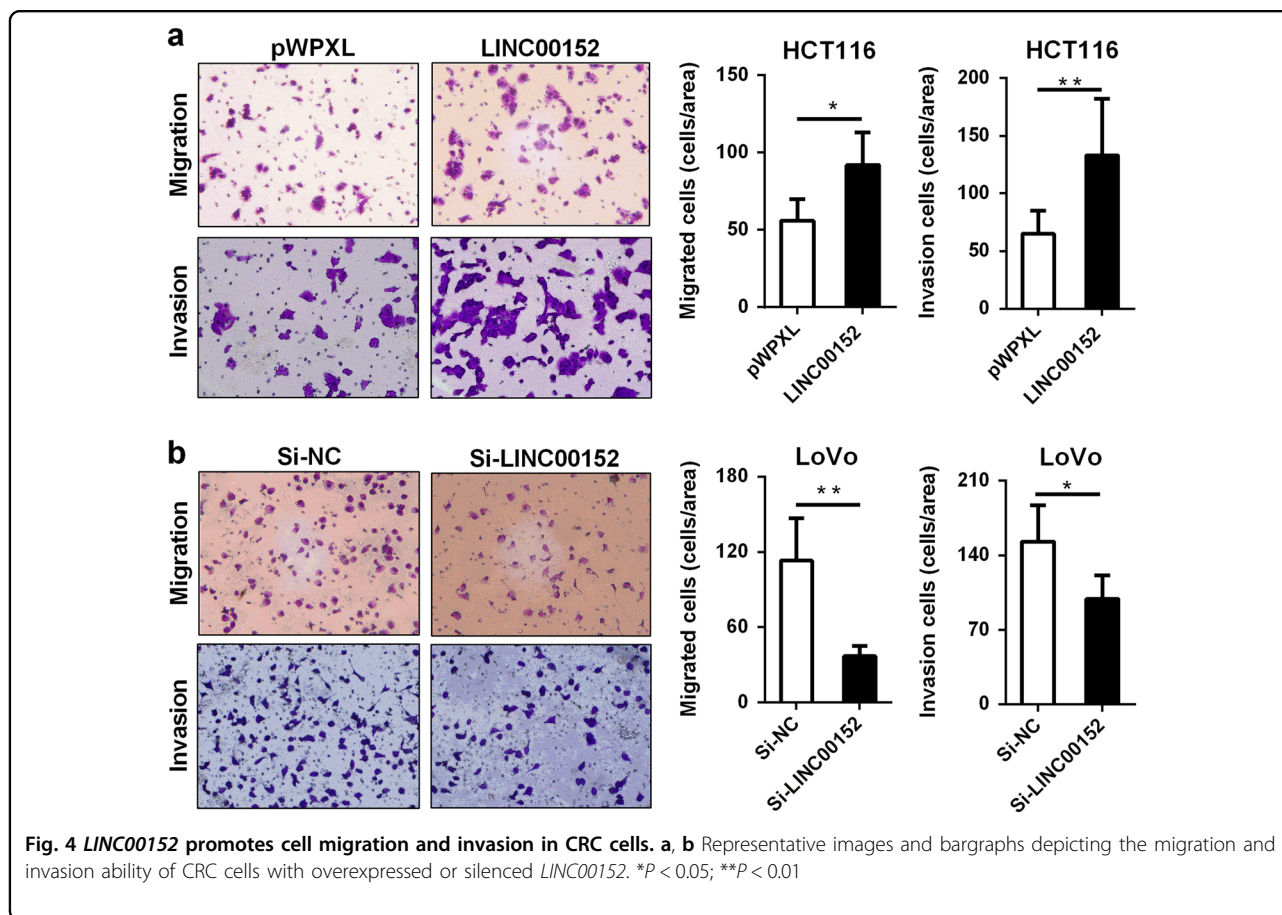 a
pWPXL
LINC00152
Migration
Invasion
HCT116
Migrated cells (cells/area)
150
100
50
0
*
pWPXL
LINC00152
HCT116
Invasion cells (cells/area)
200
150
100
50
0
**
pWPXL
LINC00152
b
Si-NC
Si-LINC00152
Migration
Invasion
LoVo
Migrated cells (cells/area)
180
120
60
0
**
Si-NC
Si-LINC00152
LoVo
Invasion cells (cells/area)
210
140
70
0
*
Si-NC
Si-LINC00152
Fig. 4 LINC00152 promotes cell migration and invasion in CRC cells. a, b Representative images and bargraphs depicting the migration and
invasion ability of CRC cells with overexpressed or silenced LINC00152. *P < 0.05; **P < 0.01